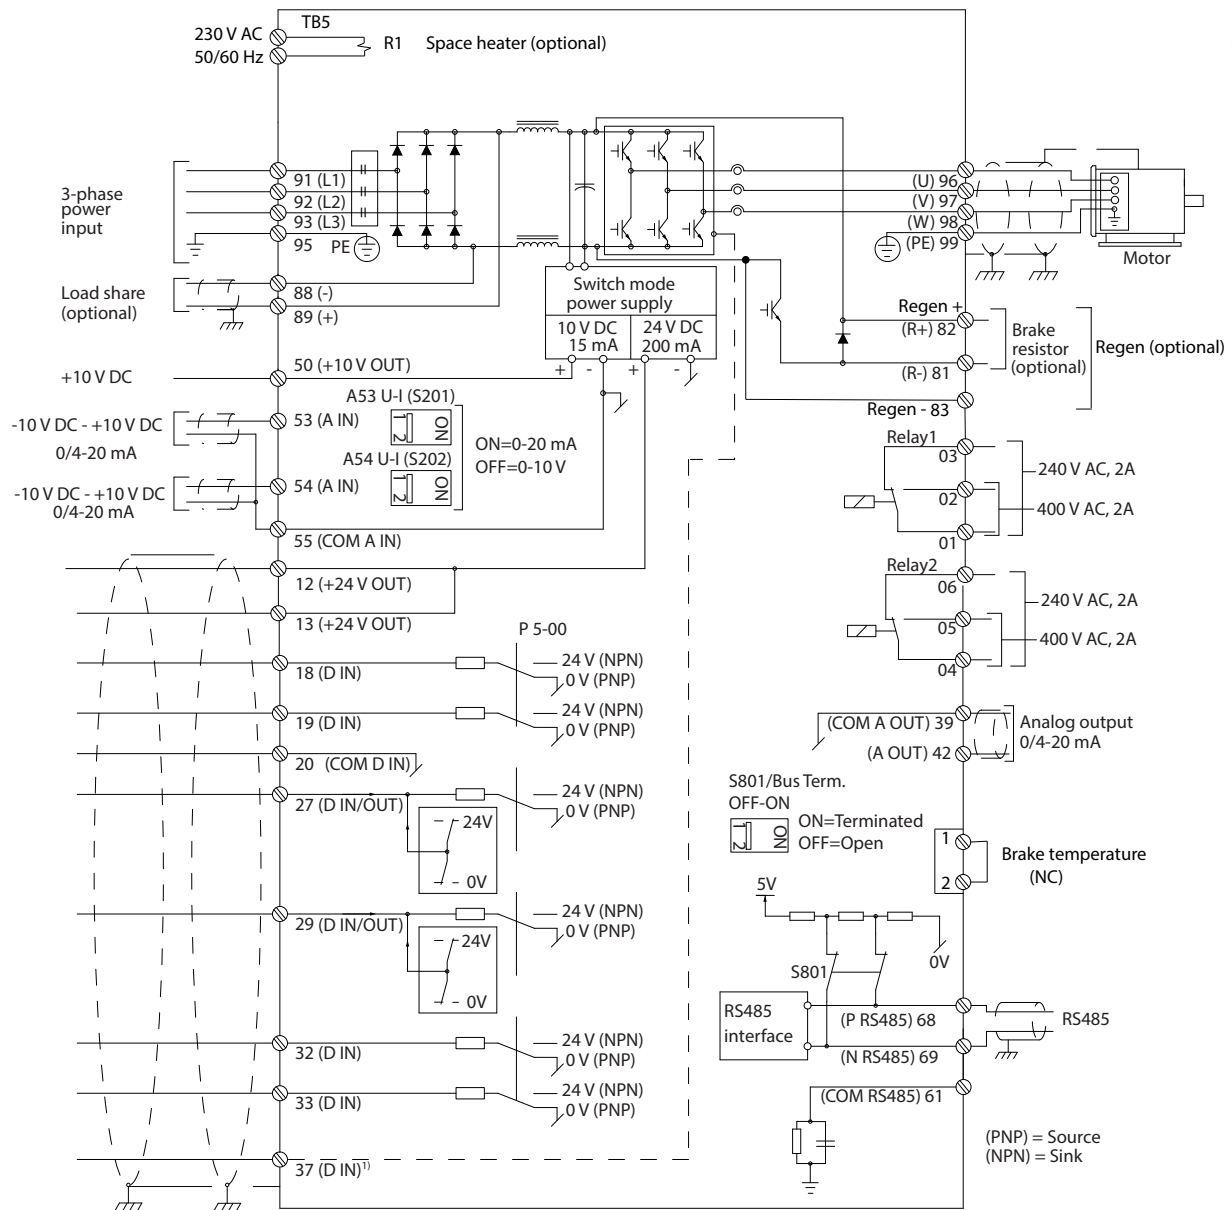 TB5
230 V AC
50/60 Hz
R1
Space heater (optional)
3-phase
power
input
91 (L1)
92 (L2)
93 (L3)
95
PE
(U) 96
(V) 97
(W) 98
(PE) 99
Motor
Load share
(optional)
88 (-)
89 (+)
Switch mode
power supply
10 V DC
15 mA
24 V DC
200 mA
+ - + -
Regen +
(R+) 82
Brake
resistor
(optional)
Regen (optional)
(R-) 81
Regen - 83
+10 V DC
50 (+10 V OUT)
A53 U-I (S201)
1 2
ON
-10 V DC - +10 V DC
0/4-20 mA
53 (A IN)
ON=0-20 mA
OFF=0-10 V
A54 U-I (S202)
1 2
ON
-10 V DC - +10 V DC
0/4-20 mA
54 (A IN)
55 (COM A IN)
Relay1
03
240 V AC, 2A
02
400 V AC, 2A
01
12 (+24 V OUT)
13 (+24 V OUT)
Relay2
06
240 V AC, 2A
05
400 V AC, 2A
04
P 5-00
18 (D IN)
24 V (NPN)
0 V (PNP)
19 (D IN)
24 V (NPN)
0 V (PNP)
20 (COM D IN)
27 (D IN/OUT)
24 V (NPN)
0 V (PNP)
24V
0V
29 (D IN/OUT)
24 V (NPN)
0 V (PNP)
24V
0V
32 (D IN)
24 V (NPN)
0 V (PNP)
33 (D IN)
24 V (NPN)
0 V (PNP)
37 (D IN)1)
(COM A OUT) 39
(A OUT) 42
Analog output
0/4-20 mA
S801/Bus Term.
OFF-ON
1 2
ON
ON=Terminated
OFF=Open
1
2
Brake temperature
(NC)
5V
0V
S801
RS485
interface
(P RS485) 68
(N RS485) 69
RS485
(COM RS485) 61
(PNP) = Source
(NPN) = Sink